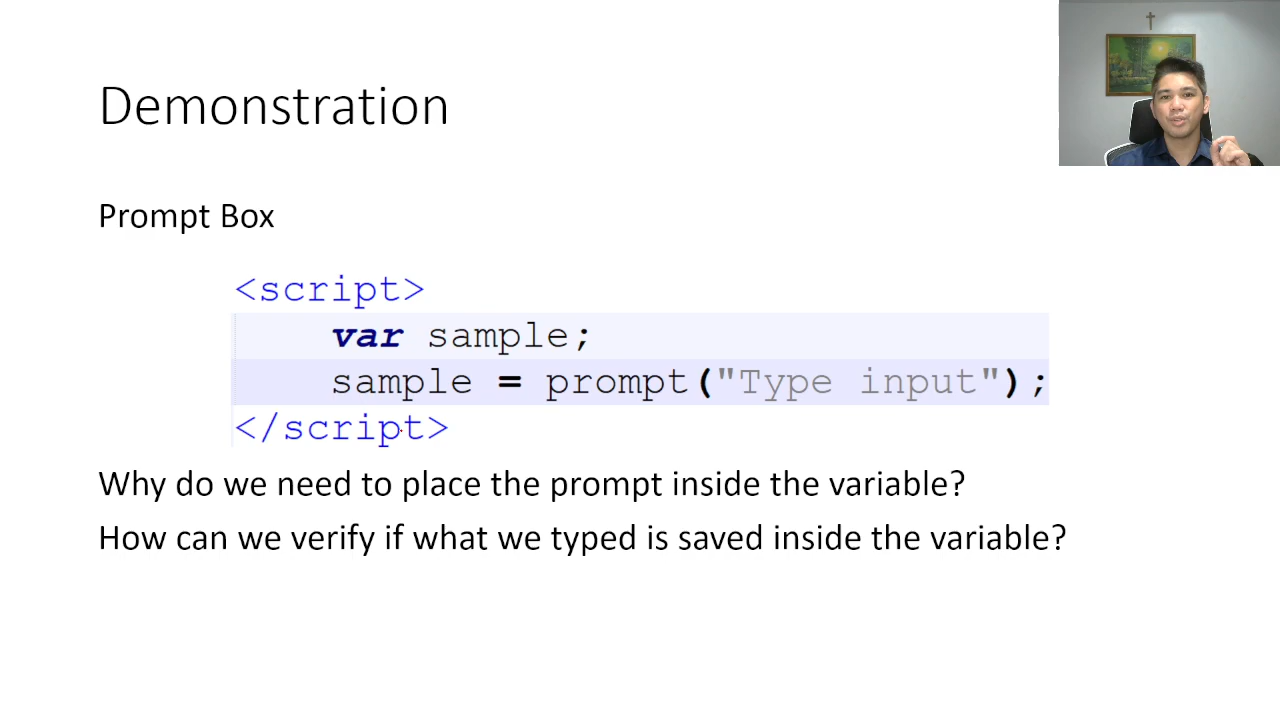 Demonstration
Prompt Box
<script>
var sample;
sample = prompt("Type input");
</script>
Why do we need to place the prompt inside the variable?
How can we verify if what we typed is saved inside the variable?